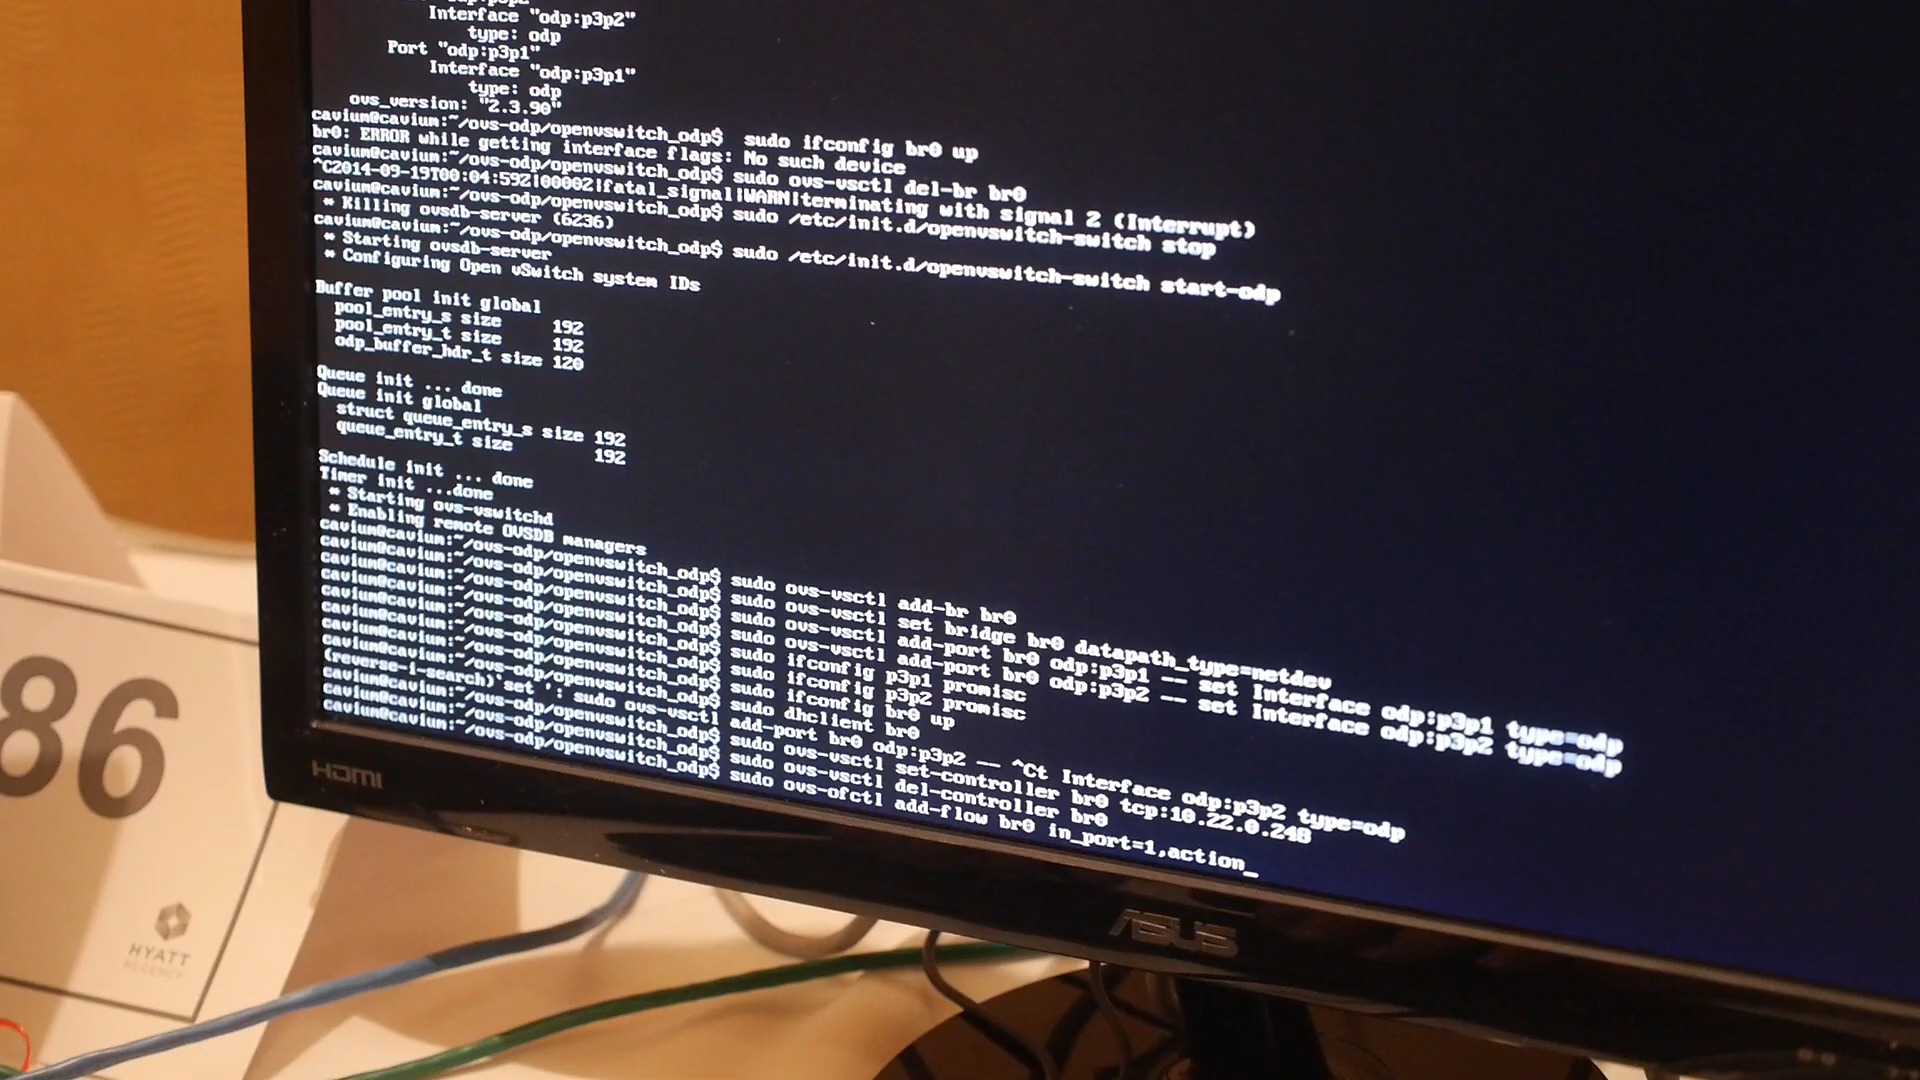 Interface "odp:p3p2"
type: odp
Port "odp:p3p1"
Interface "odp:p3p1"
type: odp
ovs_version: "2.3.90"
cavium@cavium:~/ovs-odp/openvswitch_odp$ sudo ifconfig br0 up
br0: ERROR while getting interface flags: No such device
cavium@cavium:~/ovs-odp/openvswitch_odp$ sudo ovs-vsctl del-br br0
^C2014-09-19T00:04:59Z|00002|fatal_signal|WARN|terminating with signal 2 (Interrupt)
cavium@cavium:~/ovs-odp/openvswitch_odp$ sudo /etc/init.d/openvswitch-switch stop
* Killing ovsdb-server (6236)
cavium@cavium:~/ovs-odp/openvswitch_odp$ sudo /etc/init.d/openvswitch-switch start-odp
* Starting ovsdb-server
* Configuring Open vSwitch system IDs
Buffer pool init global
pool_entry_s size 192
pool_entry_t size 192
odp_buffer_hdr_t size 120
Queue init ... done
Queue init global
struct queue_entry_s size 192
queue_entry_t size 192
Schedule init ... done
Timer init ...done
* Starting ovs-vswitchd
* Enabling remote OVSDB managers
cavium@cavium:~/ovs-odp/openvswitch_odp$ sudo ovs-vsctl add-br br0
cavium@cavium:~/ovs-odp/openvswitch_odp$ sudo ovs-vsctl set bridge br0 datapath_type=netdev
cavium@cavium:~/ovs-odp/openvswitch_odp$ sudo ovs-vsctl add-port br0 odp:p3p1 -- set Interface odp:p3p1 type=odp
cavium@cavium:~/ovs-odp/openvswitch_odp$ sudo ovs-vsctl add-port br0 odp:p3p2 -- set Interface odp:p3p2 type=odp
cavium@cavium:~/ovs-odp/openvswitch_odp$ sudo ifconfig p3p1 promisc
cavium@cavium:~/ovs-odp/openvswitch_odp$ sudo ifconfig p3p2 promisc
cavium@cavium:~/ovs-odp/openvswitch_odp$ sudo ifconfig br0 up
cavium@cavium:~/ovs-odp/openvswitch_odp$ sudo dhclient br0
(reverse-i-search)`set ': sudo ovs-vsctl add-port br0 odp:p3p2 -- ^Ct Interface odp:p3p2 type=odp
cavium@cavium:~/ovs-odp/openvswitch_odp$ sudo ovs-vsctl set-controller br0 tcp:10.22.0.248
cavium@cavium:~/ovs-odp/openvswitch_odp$ sudo ovs-vsctl del-controller br0
cavium@cavium:~/ovs-odp/openvswitch_odp$ sudo ovs-ofctl add-flow br0 in_port=1,action_
HDMI
ASUS
86
HYATT
REGENCY